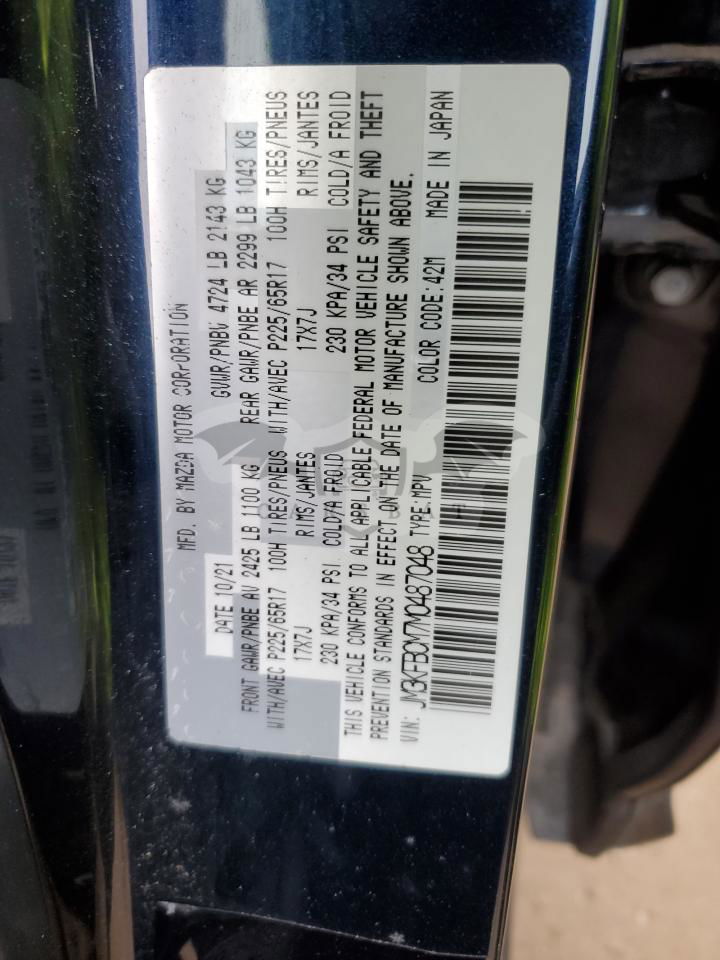 MFD. BY MAZDA MOTOR CORPORATION
DATE 10/21 GVWR/PNBV 4724 LB 2143 KG
FRONT GAWR/PNBE AV 2425 LB 1100 KG REAR GAWR/PNBE AR 2299 LB 1043 KG
WITH/AVEC P225/65R17 100H TIRES/PNEUS WITH/AVEC P225/65R17 100H TIRES/PNEUS
17X7J RIMS/JANTES 17X7J RIMS/JANTES
230 KPA/34 PSI COLD/A FROID 230 KPA/34 PSI COLD/A FROID
THIS VEHICLE CONFORMS TO ALL APPLICABLE FEDERAL MOTOR VEHICLE SAFETY AND THEFT
PREVENTION STANDARDS IN EFFECT ON THE DATE OF MANUFACTURE SHOWN ABOVE.
VIN: JM3KFBCM7M0487048 TYPE:MPV COLOR CODE:42M MADE IN JAPAN